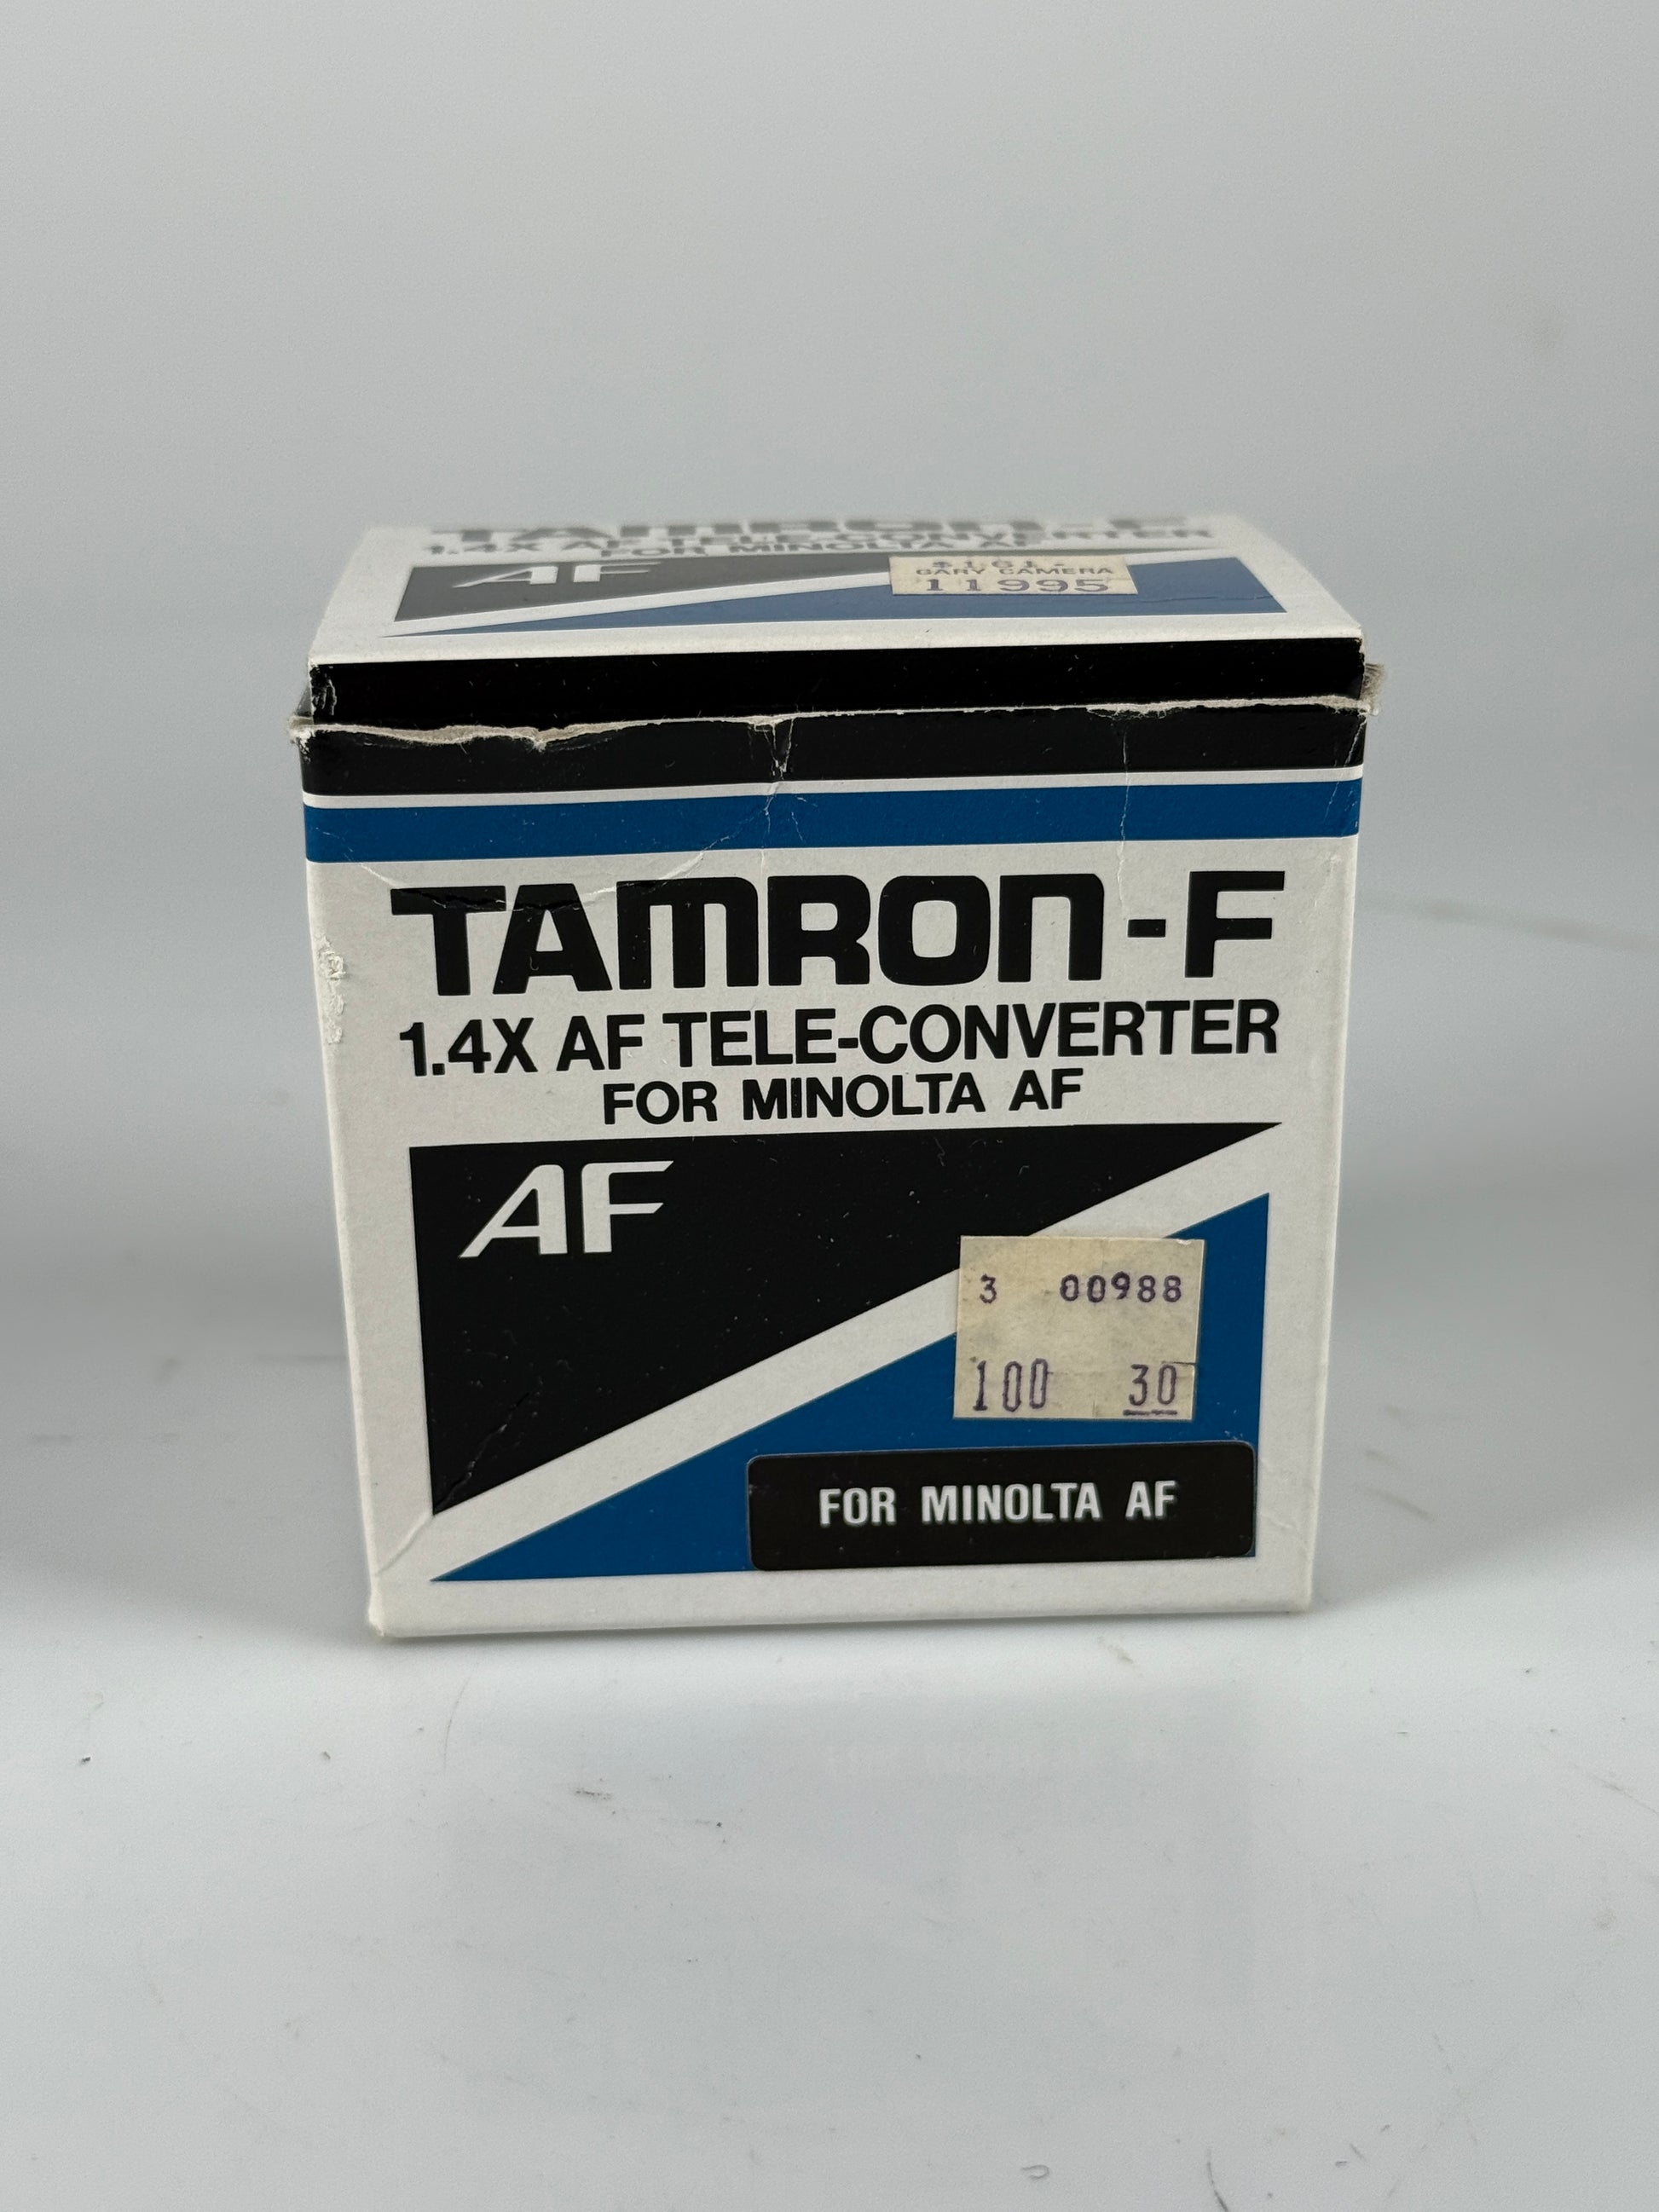 TAMRON-F
1.4X AF TELE-CONVERTER
FOR MINOLTA AF
AF
GARY CAMERA
11995
TAMRON-F
1.4X AF TELE-CONVERTER
FOR MINOLTA AF
AF
3 00988
100 30
FOR MINOLTA AF